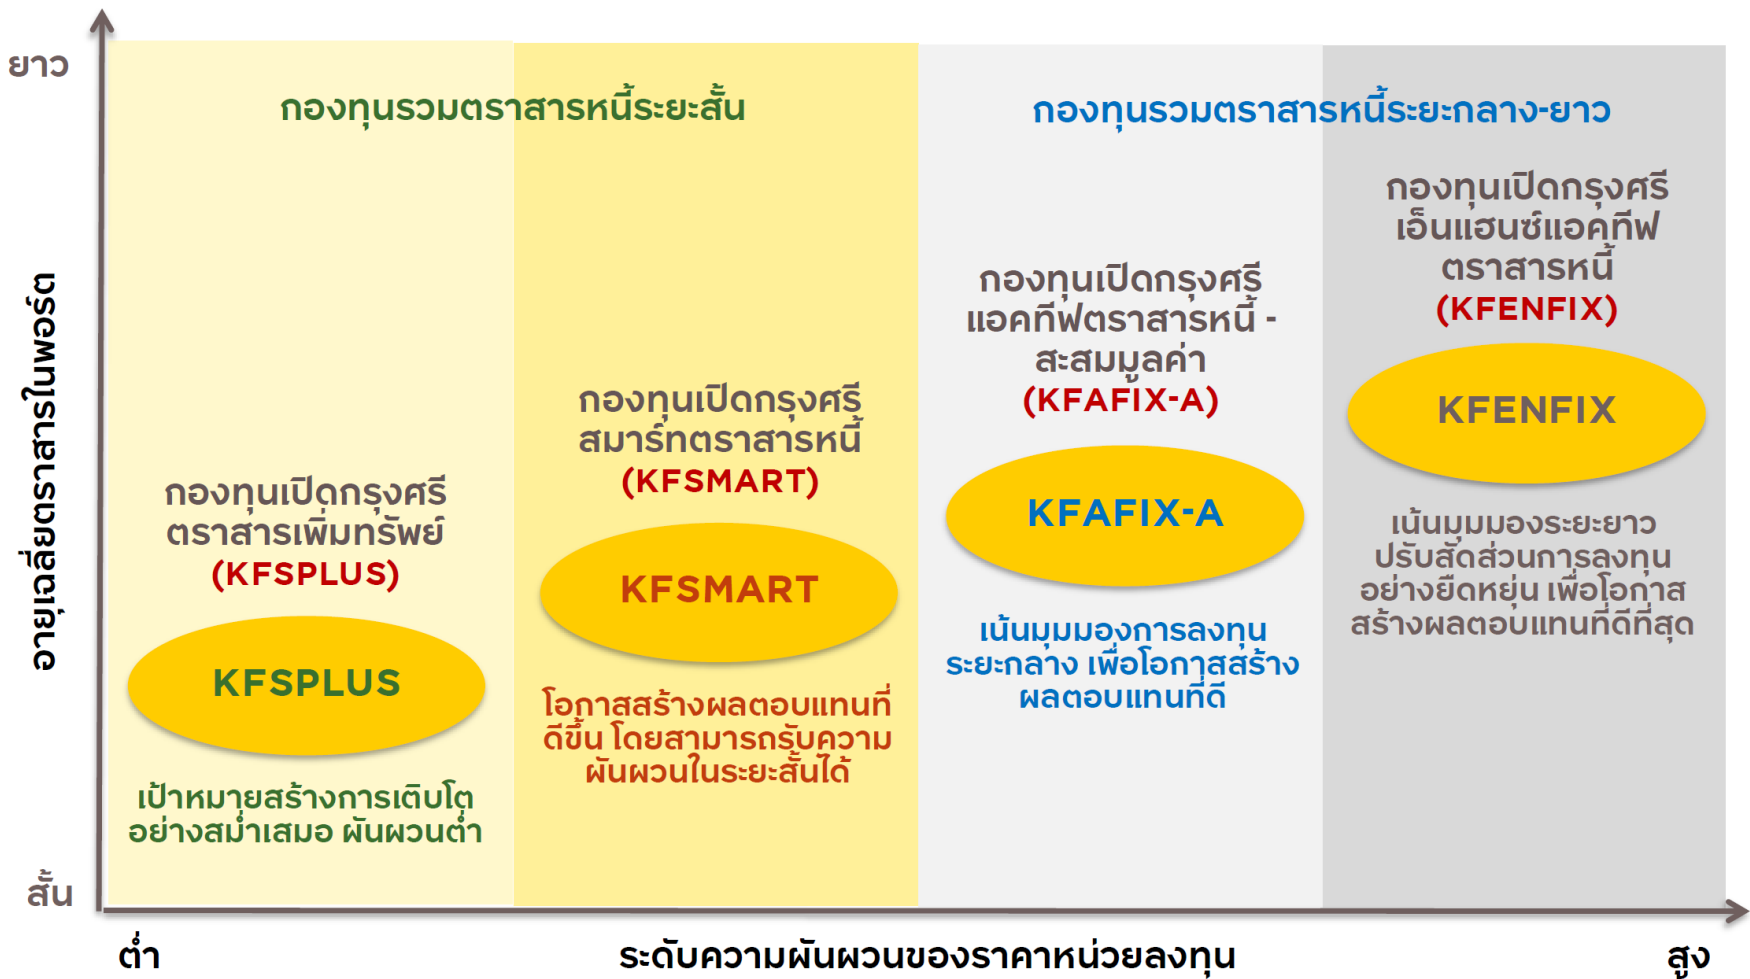 ยาว
กองทุนรวมตราสารหนี้ระยะสั้น
กองทุนรวมตราสารหนี้ระยะกลาง-ยาว
อายุเฉลี่ยตราสารในพอร์ต
กองทุนเปิดกรุงศรี
ตราสารเพิ่มทรัพย์
(KFSPLUS)
KFSPLUS
เป้าหมายสร้างการเติบโต
อย่างสม่ำเสมอ ผันผวนต่ำ
กองทุนเปิดกรุงศรี
สมาร์ทตราสารหนี้
(KFSMART)
KFSMART
โอกาสสร้างผลตอบแทนที่
ดีขึ้น โดยสามารถรับความ
ผันผวนในระยะสั้นได้
กองทุนเปิดกรุงศรี
แอคทีฟตราสารหนี้ -
สะสมมูลค่า
(KFAFIX-A)
KFAFIX-A
เน้นมุมมองการลงทุน
ระยะกลาง เพื่อโอกาสสร้าง
ผลตอบแทนที่ดี
กองทุนเปิดกรุงศรี
เอ็นแฮนซ์แอคทีฟ
ตราสารหนี้
(KFENFIX)
KFENFIX
เน้นมุมมองระยะยาว
ปรับสัดส่วนการลงทุน
อย่างยืดหยุ่น เพื่อโอกาส
สร้างผลตอบแทนที่ดีที่สุด
สั้น
ต่ำ
ระดับความผันผวนของราคาหน่วยลงทุน
สูง